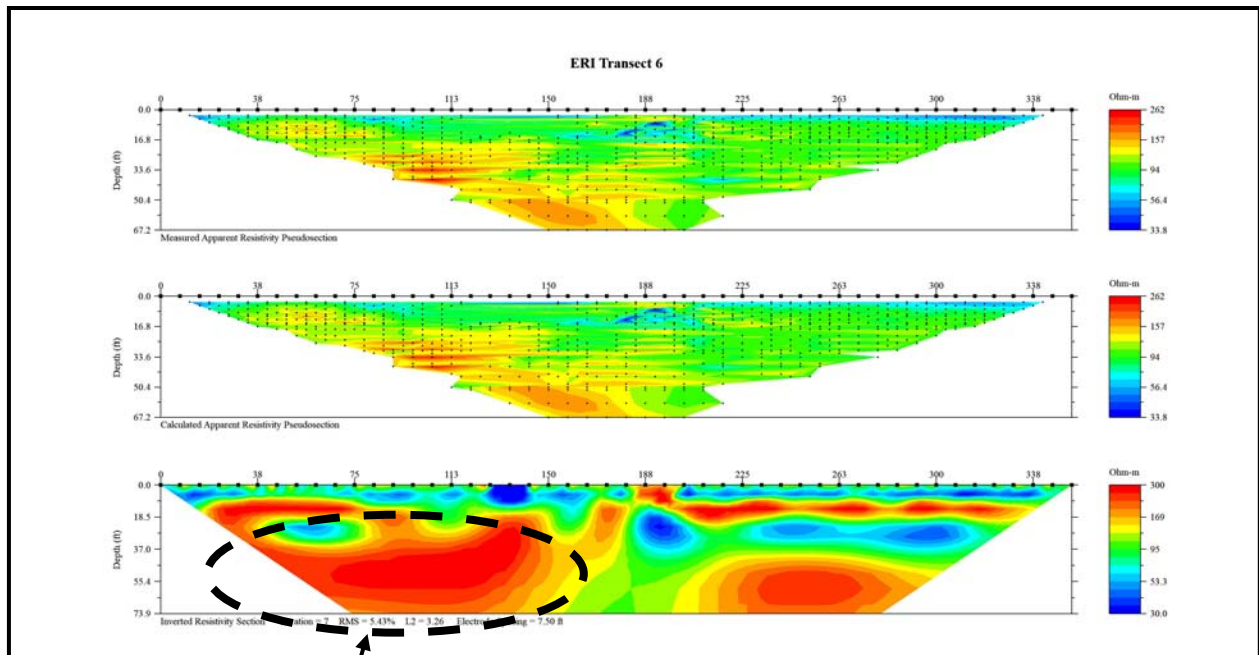 ERI Transect 6
0 38 75 113 150 188 225 263 300 338
Ohm-m
0.0 262
16.8 157
Depth (ft) 33.6 94
50.4 56.4
67.2 33.8
Measured Apparent Resistivity Pseudosection
0 38 75 113 150 188 225 263 300 338
Ohm-m
0.0 262
16.8 157
Depth (ft) 33.6 94
50.4 56.4
67.2 33.8
Calculated Apparent Resistivity Pseudosection
0 38 75 113 150 188 225 263 300 338
Ohm-m
0.0 300
18.5 169
Depth (ft) 37.0 95
55.4 53.3
73.9 30.0
Inverted Resistivity Section RMS = 5.43% L2 = 3.26 = 7.50 ft